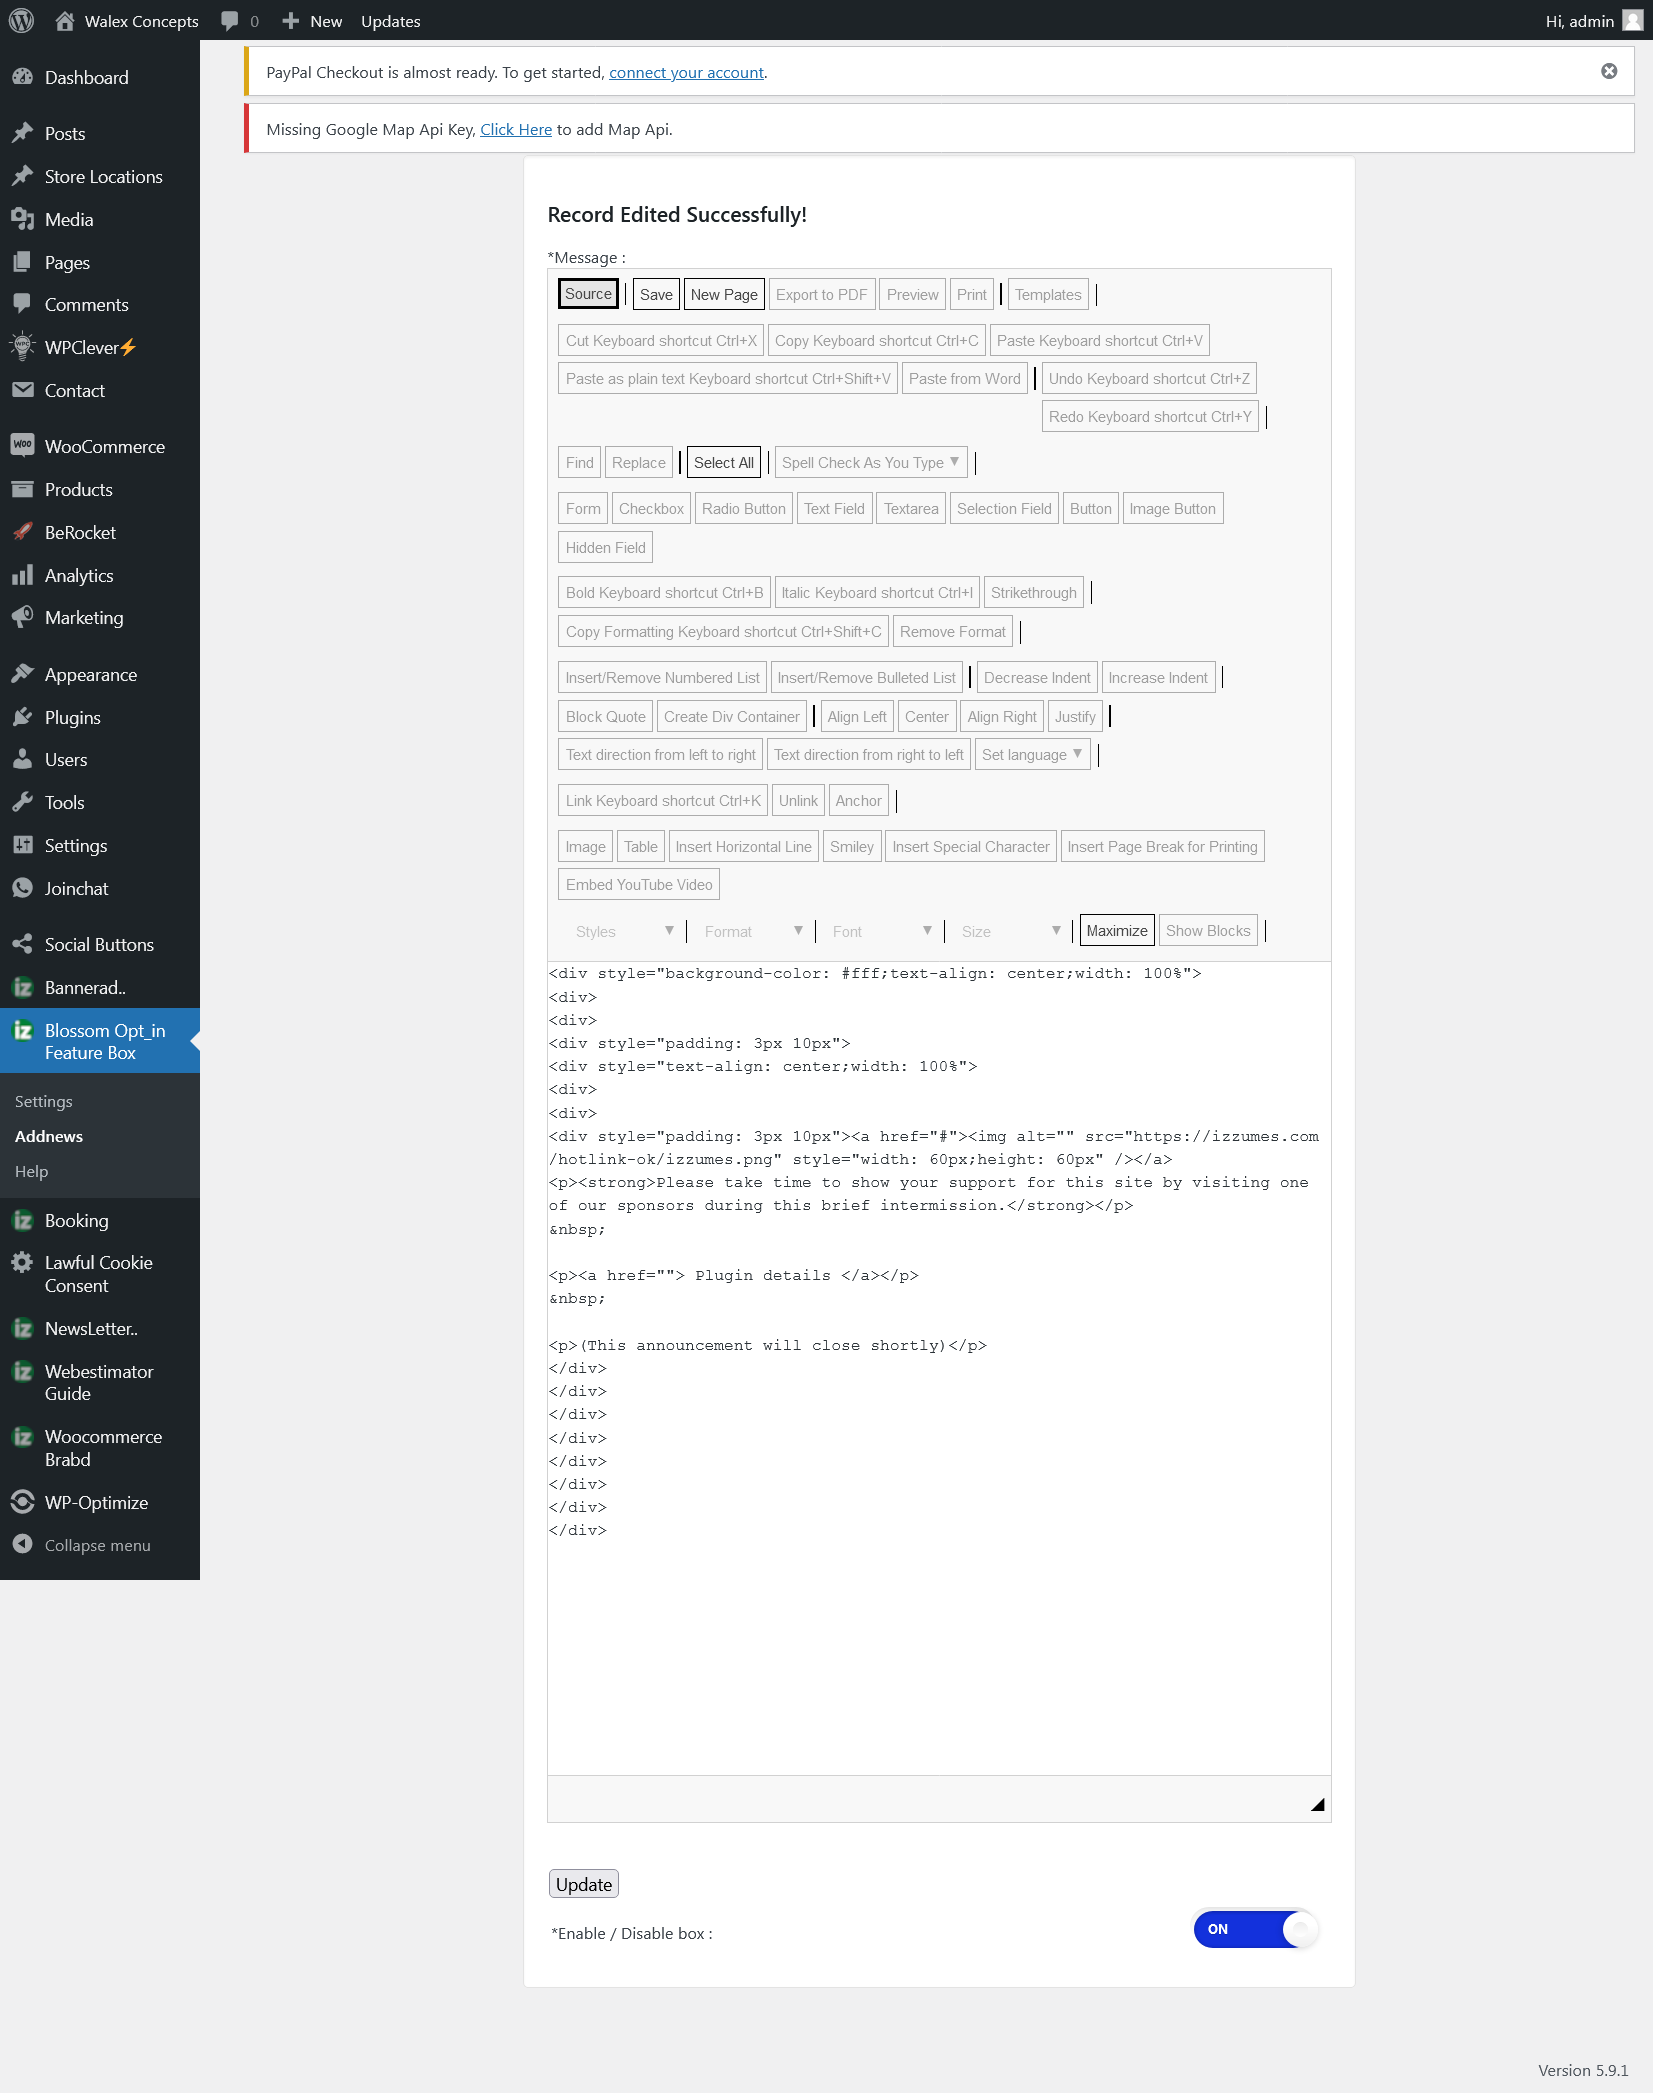 Walex Concepts
0
New
Updates
Hi, admin
Dashboard
Posts
Store Locations
Media
Pages
Comments
WPClever⚡
Contact
WooCommerce
Products
BeRocket
Analytics
Marketing
Appearance
Plugins
Users
Tools
Settings
Joinchat
Social Buttons
Bannerad..
Blossom Opt_in
Feature Box
Settings
Addnews
Help
Booking
Lawful Cookie
Consent
NewsLetter..
Webestimator
Guide
Woocommerce
Brabd
WP-Optimize
Collapse menu
PayPal Checkout is almost ready. To get started, connect your account.
Missing Google Map Api Key, Click Here to add Map Api.
Record Edited Successfully!
*Message :
Source Save New Page Export to PDF Preview Print Templates
Cut Keyboard shortcut Ctrl+X Copy Keyboard shortcut Ctrl+C Paste Keyboard shortcut Ctrl+V
Paste as plain text Keyboard shortcut Ctrl+Shift+V Paste from Word Undo Keyboard shortcut Ctrl+Z
Redo Keyboard shortcut Ctrl+Y
Find Replace Select All Spell Check As You Type
Form Checkbox Radio Button Text Field Textarea Selection Field Button Image Button
Hidden Field
Bold Keyboard shortcut Ctrl+B Italic Keyboard shortcut Ctrl+I Strikethrough
Copy Formatting Keyboard shortcut Ctrl+Shift+C Remove Format
Insert/Remove Numbered List Insert/Remove Bulleted List Decrease Indent Increase Indent
Block Quote Create Div Container Align Left Center Align Right Justify
Text direction from left to right Text direction from right to left Set language
Link Keyboard shortcut Ctrl+K Unlink Anchor
Image Table Insert Horizontal Line Smiley Insert Special Character Insert Page Break for Printing
Embed YouTube Video
Styles Format Font Size Maximize Show Blocks
<div style="background-color: #fff;text-align: center;width: 100%">
<div>
<div>
<div style="padding: 3px 10px">
<div style="text-align: center;width: 100%">
<div>
<div>
<div style="padding: 3px 10px"><a href="#"><img alt="" src="https://izzumes.com
/hotlink-ok/izzumes.png" style="width: 60px;height: 60px" /></a>
<p><strong>Please take time to show your support for this site by visiting one
of our sponsors during this brief intermission.</strong></p>
&nbsp;
<p><a href=""> Plugin details </a></p>
&nbsp;
<p>(This announcement will close shortly)</p>
</div>
</div>
</div>
</div>
</div>
</div>
</div>
</div>
Update
*Enable / Disable box :
ON
Version 5.9.1